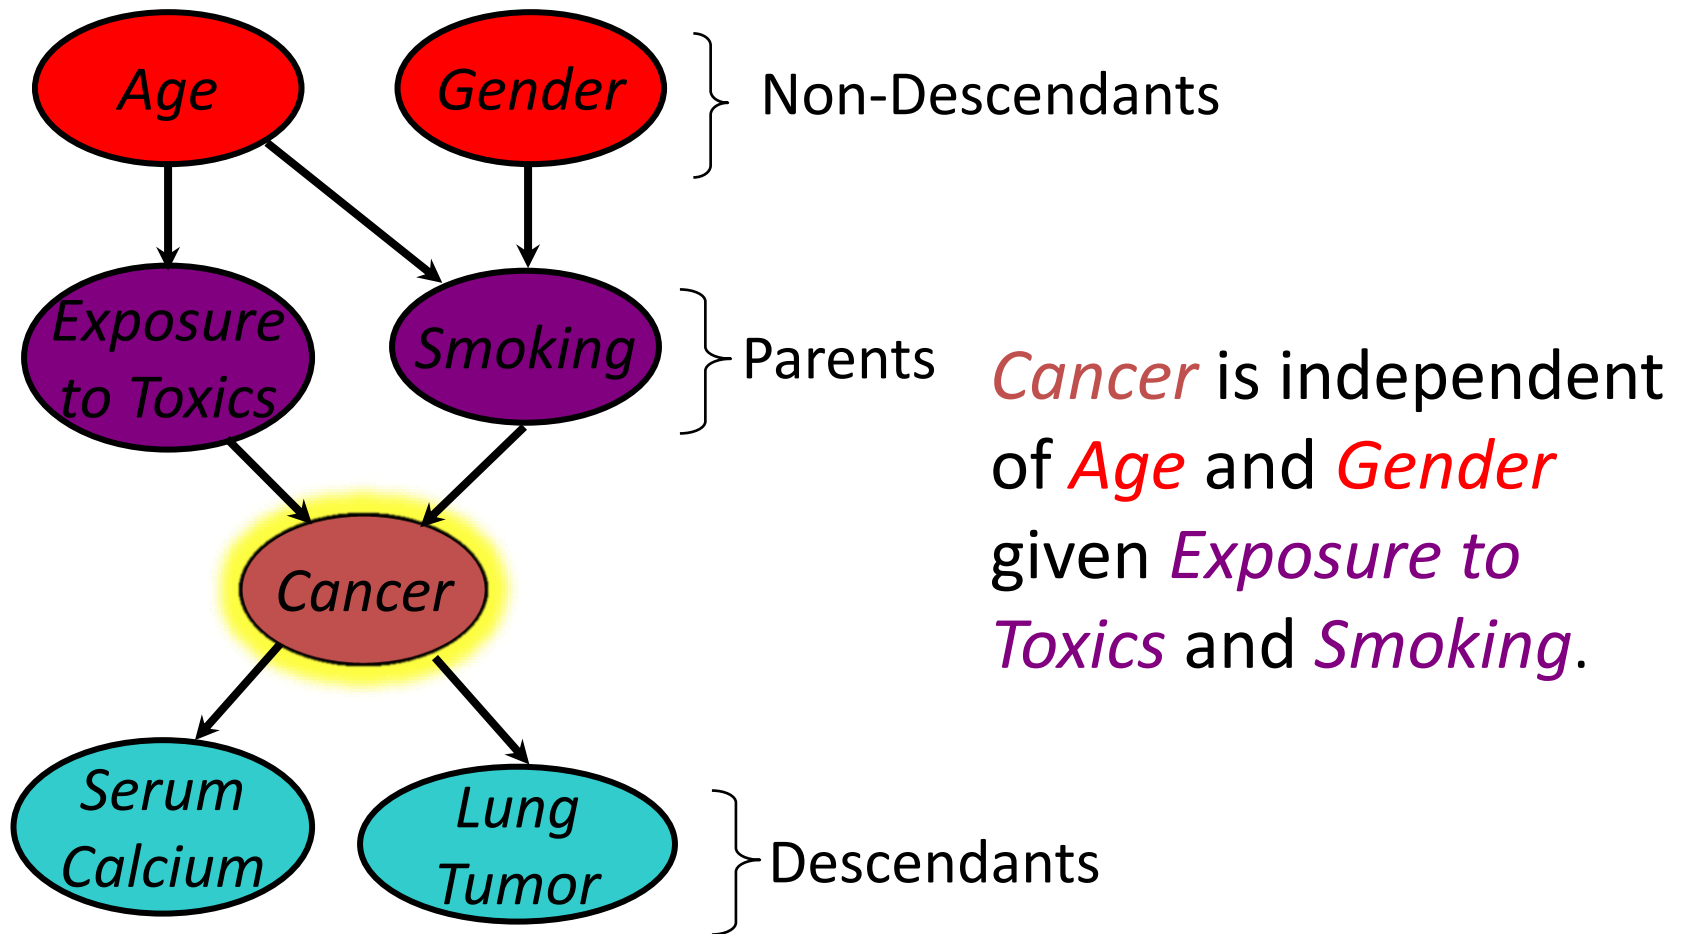 Age
Gender
Non-Descendants
Exposure
to Toxics
Smoking
Parents
Cancer is independent
of Age and Gender
given Exposure to
Toxics and Smoking.
Cancer
Serum
Calcium
Lung
Tumor
Descendants